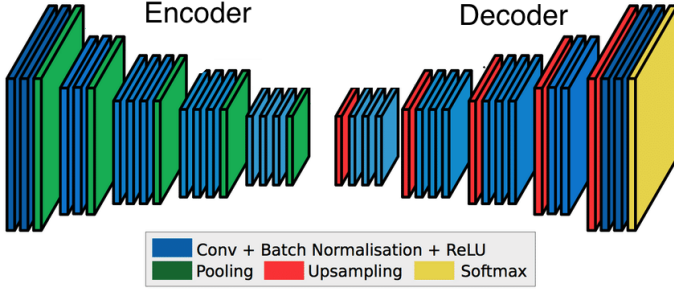 Encoder
Decoder
Conv + Batch Normalisation + ReLU
Pooling
Upsampling
Softmax